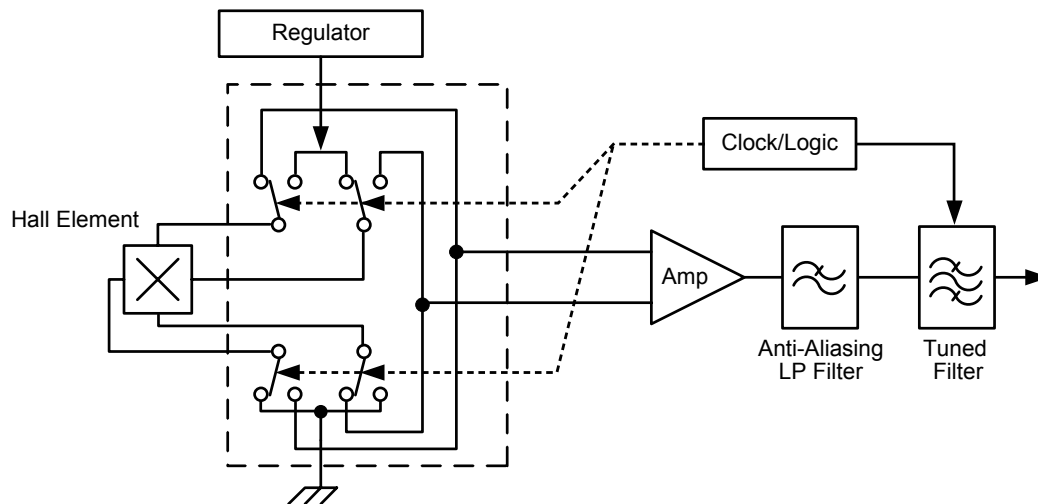 Regulator
Clock/Logic
Hall Element
Amp
Anti-Aliasing
LP Filter
Tuned
Filter